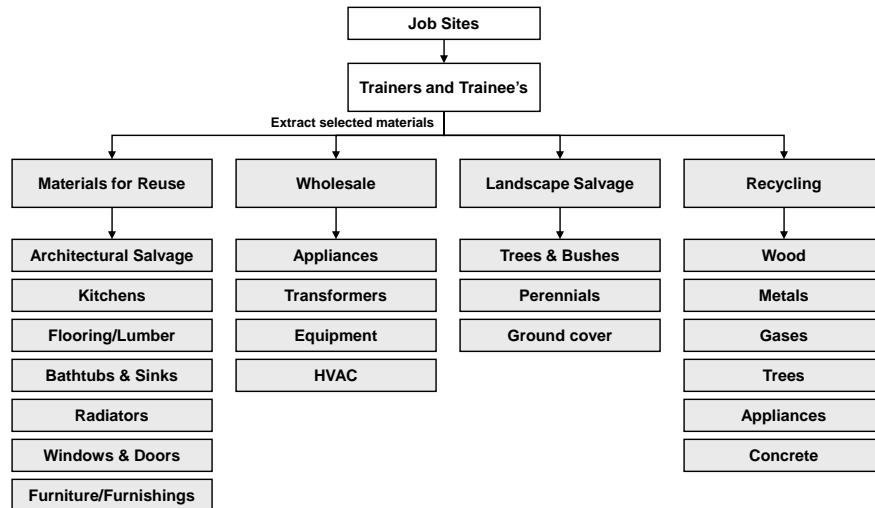 Job Sites
Trainers and Trainee's
Extract selected materials
Materials for Reuse
Wholesale
Landscape Salvage
Recycling
Architectural Salvage
Kitchens
Flooring/Lumber
Bathtubs & Sinks
Radiators
Windows & Doors
Furniture/Furnishings
Appliances
Transformers
Equipment
HVAC
Trees & Bushes
Perennials
Ground cover
Wood
Metals
Gases
Trees
Appliances
Concrete